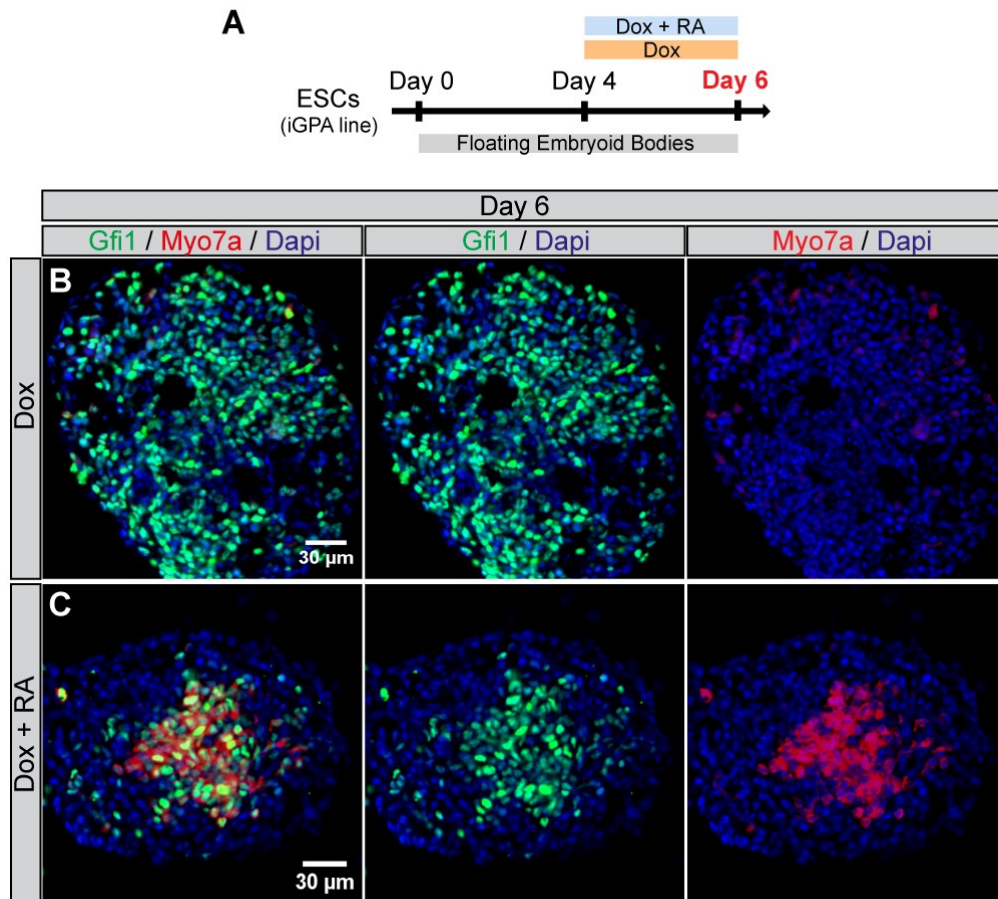 A
Dox + RA
Dox
Day 0
Day 4
Day 6
ESCs
(iGPA line)
Floating Embryoid Bodies
Day 6
Gfi1 / Myo7a / Dapi
Gfi1 / Dapi
Myo7a / Dapi
Dox
B
30 µm
Dox + RA
C
30 µm